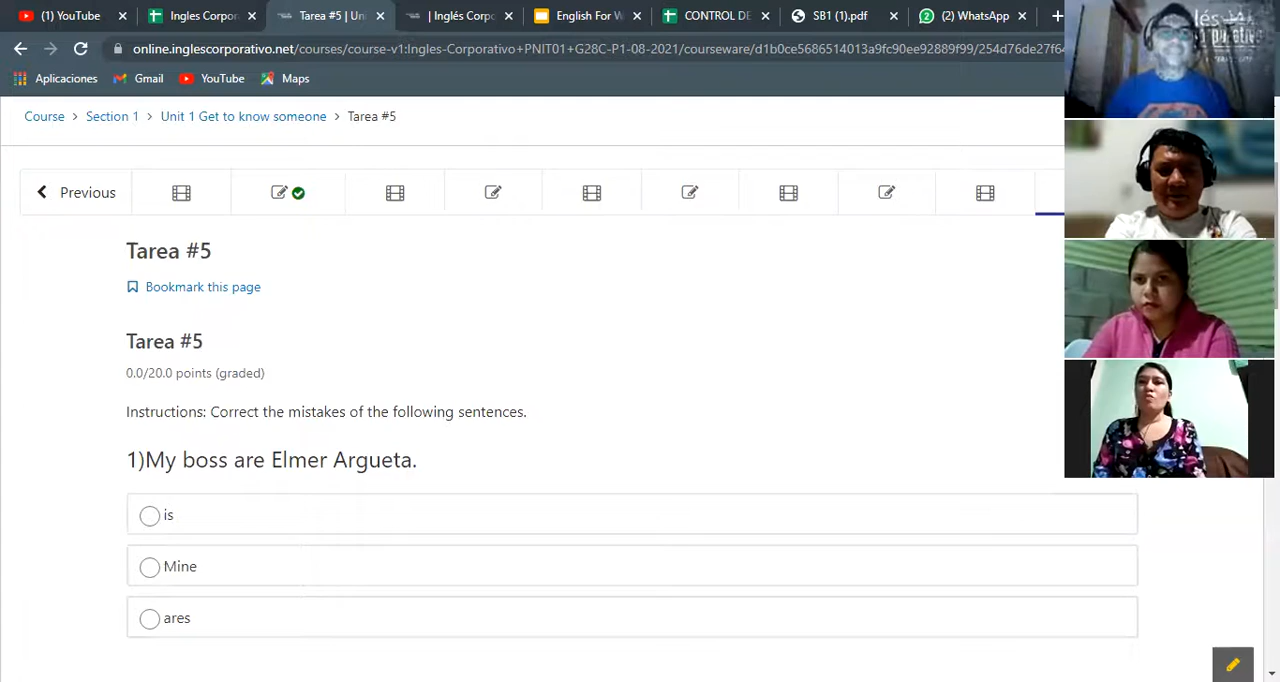 (1) YouTube
Ingles Corpor
Tarea #5 | Un
| Inglés Corpo
English For W
CONTROL DE
SB1 (1).pdf
(2) WhatsApp
online.inglescorporativo.net/courses/course-v1:Ingles-Corporativo+PNIT01+G28C-P1-08-2021/courseware/d1b0ce5686514013a9fc90ee92889f99/254d76de27f64
Aplicaciones
Gmail
YouTube
Maps
Course > Section 1 > Unit 1 Get to know someone > Tarea #5
Previous
Tarea #5
Bookmark this page
Tarea #5
0.0/20.0 points (graded)
Instructions: Correct the mistakes of the following sentences.
1)My boss are Elmer Argueta.
is
Mine
ares